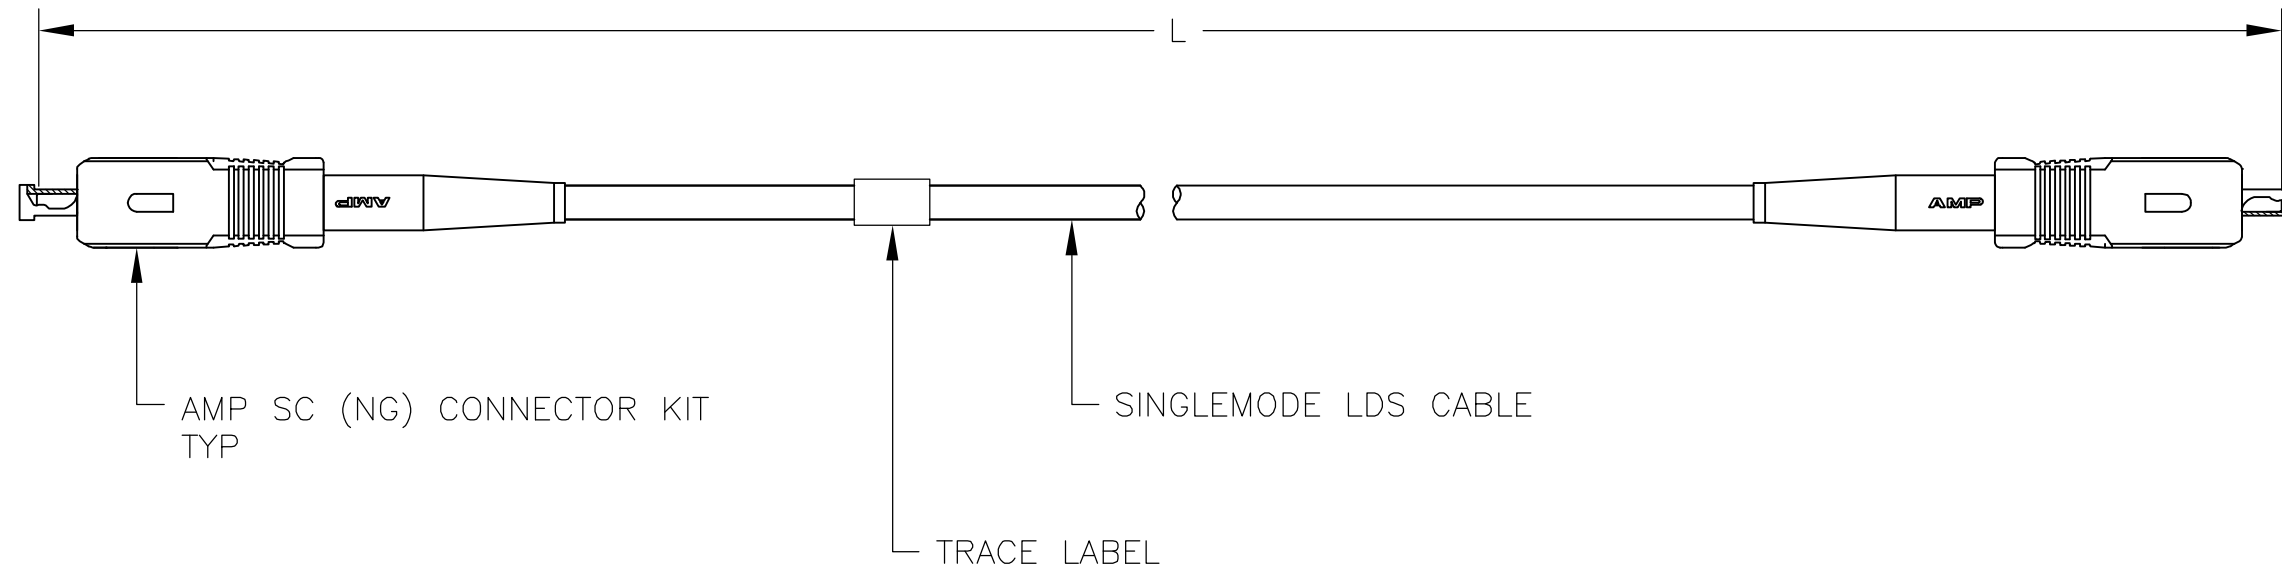 L
AMP
AMP
AMP SC (NG) CONNECTOR KIT
TYP
SINGLEMODE LDS CABLE
TRACE LABEL